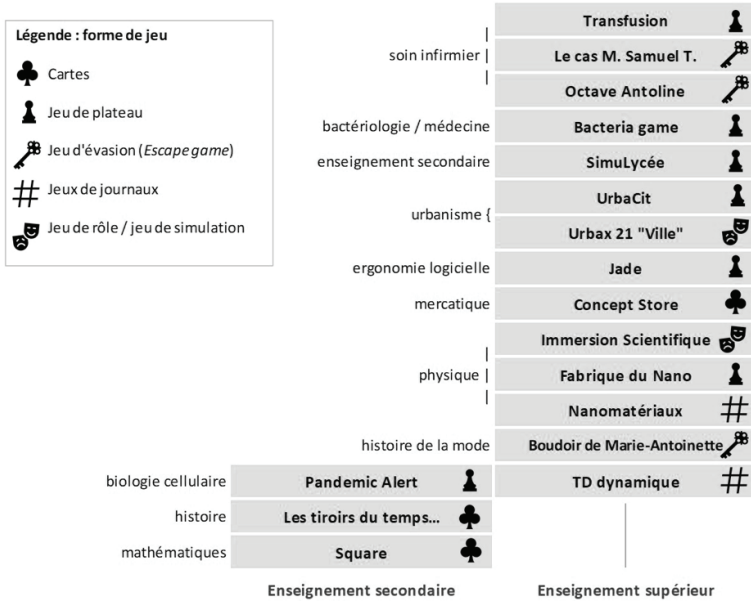 Légende : forme de jeu
Cartes
Jeu de plateau
Jeu d'évasion (Escape game)
Jeux de journaux
Jeu de rôle / jeu de simulation
Transfusion
soin infirmier | Le cas M. Samuel T.
Octave Antoline
bactériologie / médecine Bacteria game
enseignement secondaire SimuLycée
UrbaCit
urbanisme {
Urbax 21 "Ville"
ergonomie logicielle Jade
mercatique Concept Store
Immersion Scientifique
physique | Fabrique du Nano
Nanomatériaux
histoire de la mode Boudoir de Marie-Antoinette
biologie cellulaire Pandemic Alert TD dynamique
histoire Les tiroirs du temps...
mathématiques Square
Enseignement secondaire Enseignement supérieur